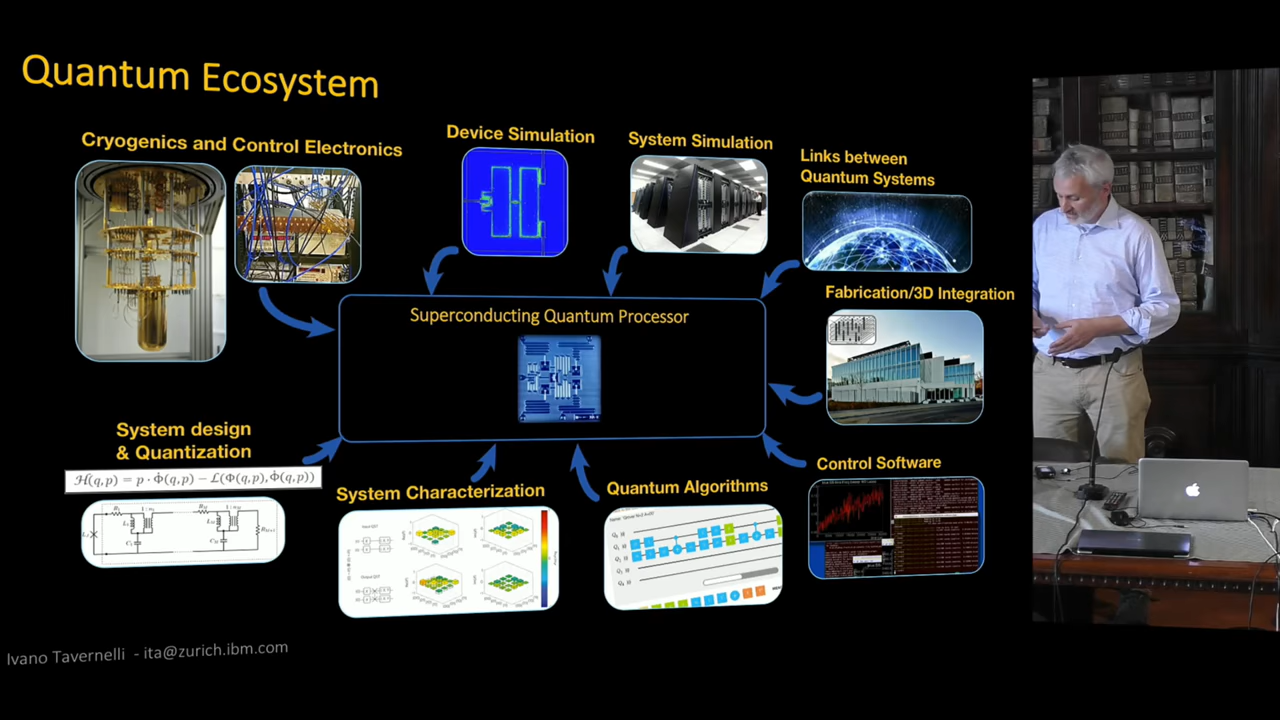 Quantum Ecosystem
Cryogenics and Control Electronics
Device Simulation
System Simulation
Links between
Quantum Systems
Fabrication/3D Integration
Superconducting Quantum Processor
System design
& Quantization
ℋ(q,p) = p · Φ̇(q,p) − ℒ(Φ(q,p),Φ̇(q,p))
System Characterization
Quantum Algorithms
Control Software
Ivano Tavernelli - ita@zurich.ibm.com